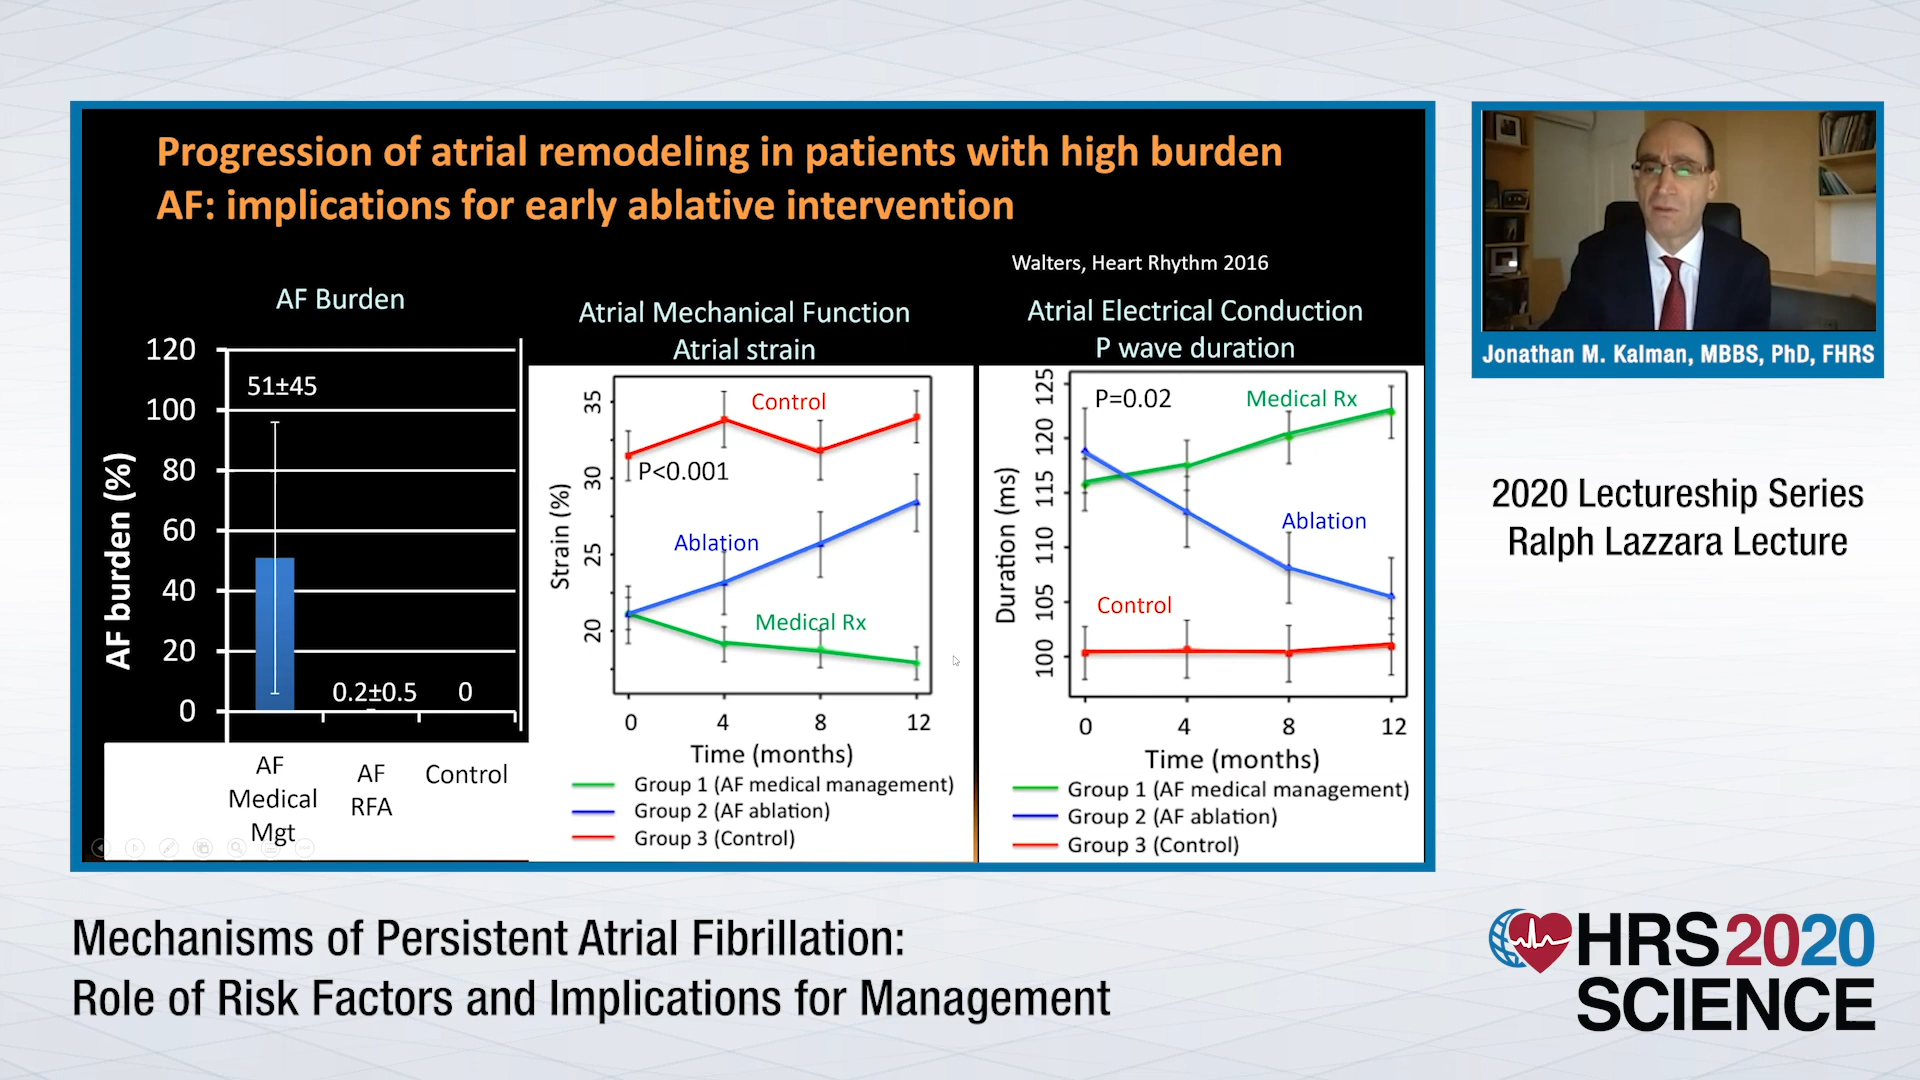 Progression of atrial remodeling in patients with high burden
AF: implications for early ablative intervention
Walters, Heart Rhythm 2016
AF Burden
AF burden (%)
120
100
80
60
40
20
0
51±45
0.2±0.5
0
AF
Medical
Mgt
AF
RFA
Control
Atrial Mechanical Function
Atrial strain
Strain (%)
35
30
25
20
Control
P<0.001
Ablation
Medical Rx
0 4 8 12
Time (months)
Group 1 (AF medical management)
Group 2 (AF ablation)
Group 3 (Control)
Atrial Electrical Conduction
P wave duration
Duration (ms)
125
120
115
110
105
100
P=0.02
Medical Rx
Ablation
Control
0 4 8 12
Time (months)
Group 1 (AF medical management)
Group 2 (AF ablation)
Group 3 (Control)
Jonathan M. Kalman, MBBS, PhD, FHRS
2020 Lectureship Series
Ralph Lazzara Lecture
Mechanisms of Persistent Atrial Fibrillation:
Role of Risk Factors and Implications for Management
HRS2020
SCIENCE